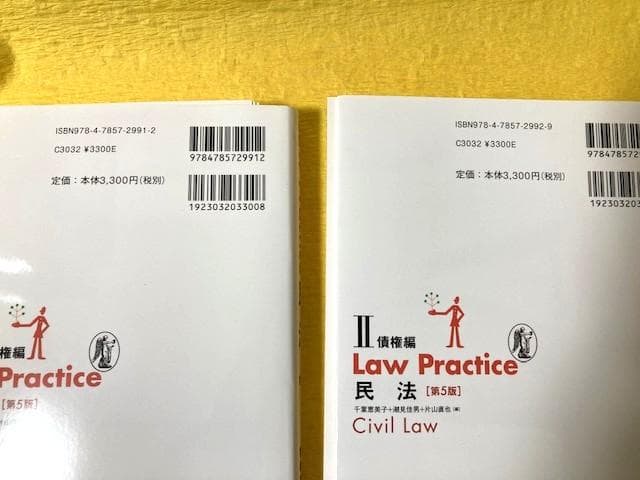 ISBN978-4-7857-2991-2
C3032 ¥3300E
定価：本体3,300円(税別)
9784785729912
1923032033008
権編
Practice
[第5版]
ISBN978-4-7857-2992-9
C3032 ¥3300E
定価：本体3,300円(税別)
978478572
19230320
II 債権編
Law Practice
民法 [第5版]
千葉恵美子+潮見佳男+片山直也(編)
Civil Law